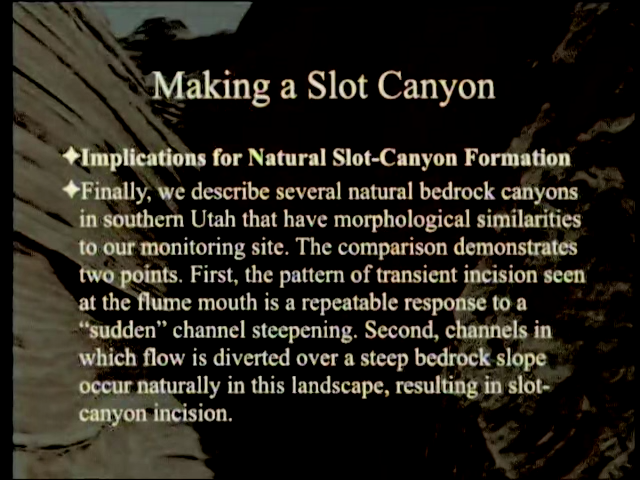 Making a Slot Canyon
✦Implications for Natural Slot-Canyon Formation
✦Finally, we describe several natural bedrock canyons
in southern Utah that have morphological similarities
to our monitoring site. The comparison demonstrates
two points. First, the pattern of transient incision seen
at the flume mouth is a repeatable response to a
“sudden” channel steepening. Second, channels in
which flow is diverted over a steep bedrock slope
occur naturally in this landscape, resulting in slot-
canyon incision.